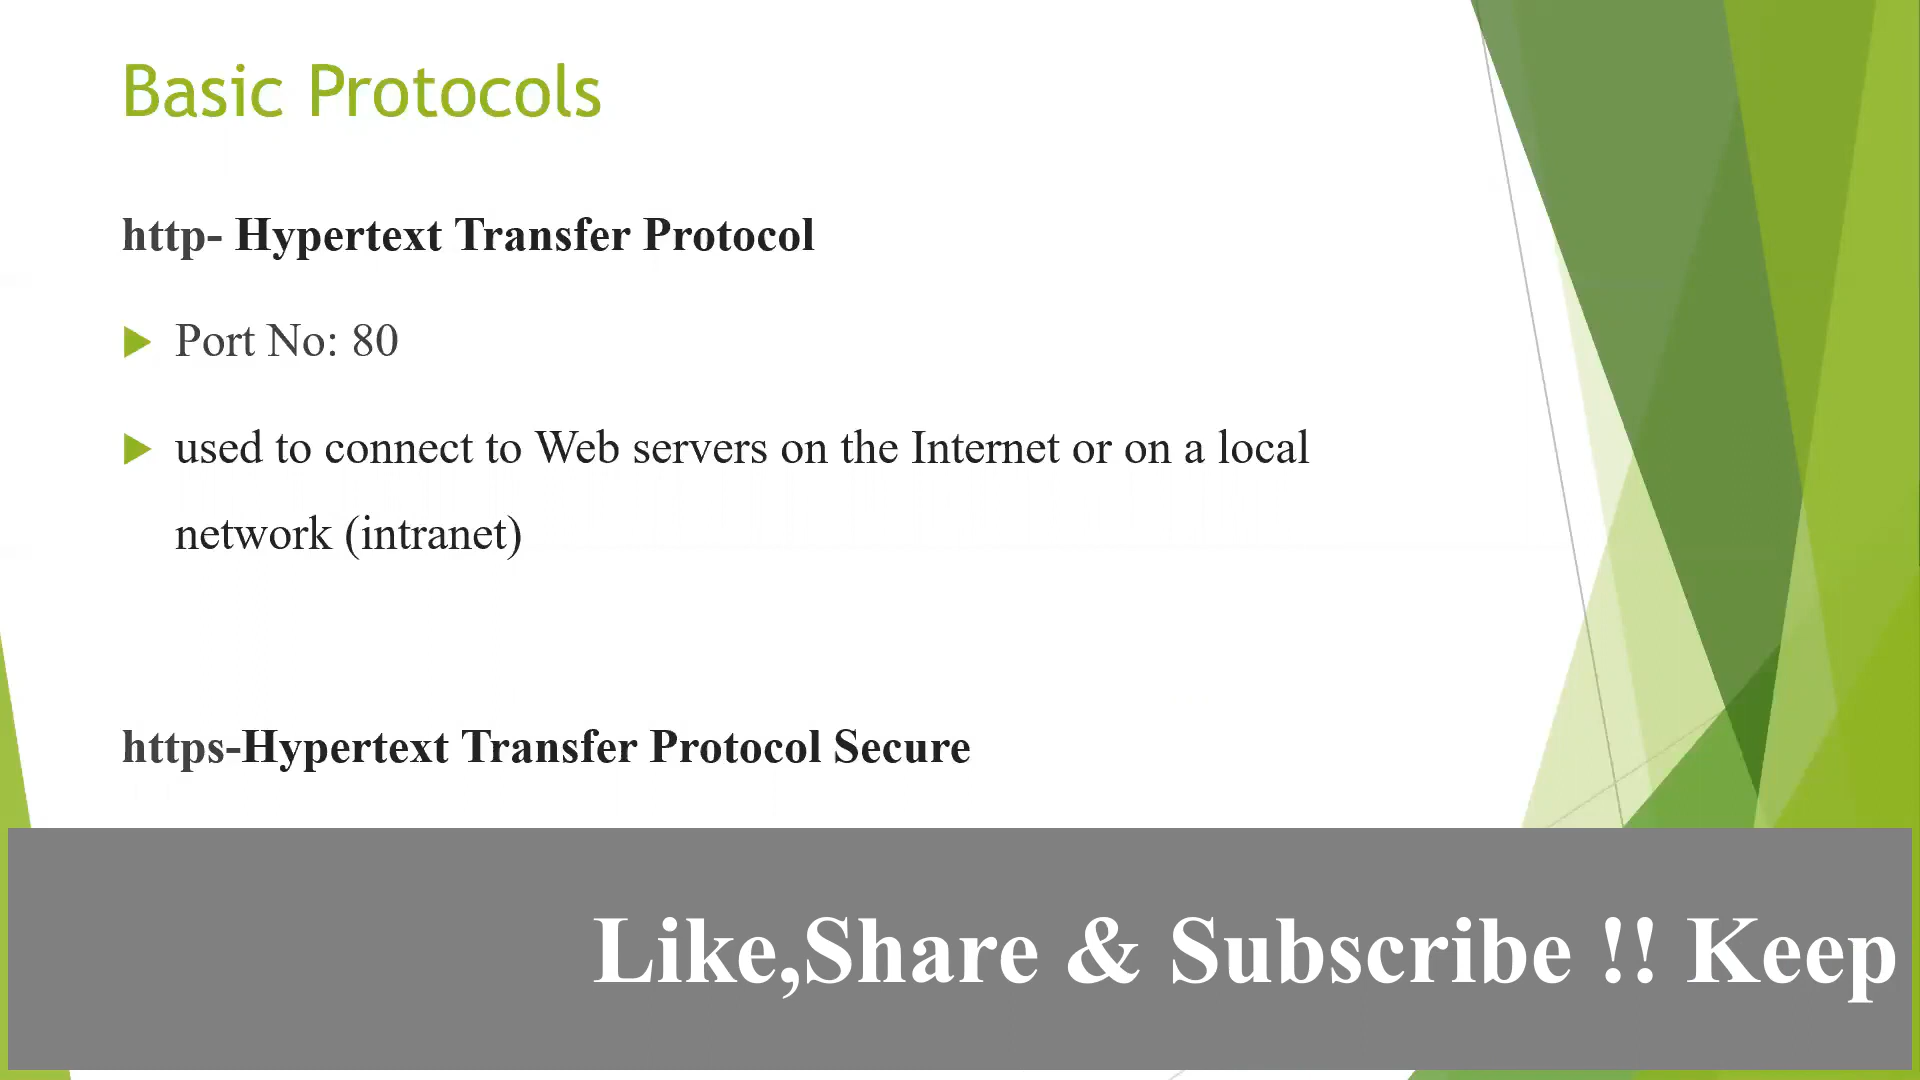 Basic Protocols
http- Hypertext Transfer Protocol
Port No: 80
used to connect to Web servers on the Internet or on a local
network (intranet)
https-Hypertext Transfer Protocol Secure
Like,Share & Subscribe !! Keep